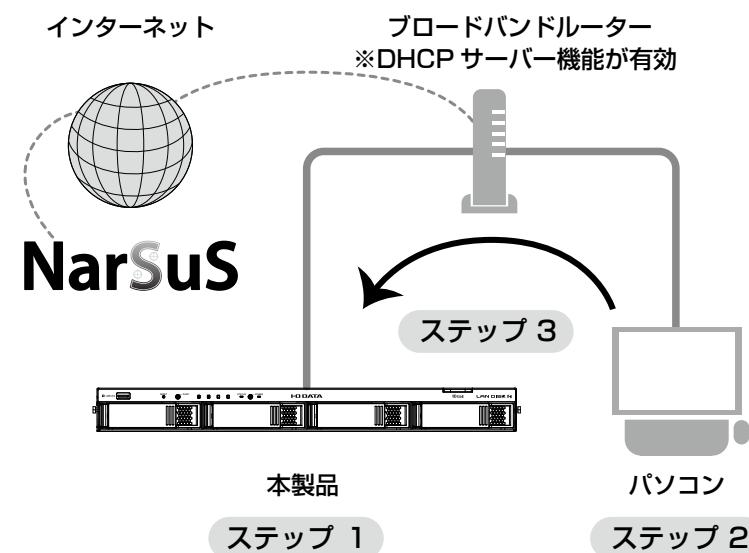 インターネット
ブロードバンドルーター
※DHCP サーバー機能が有効
NarSuS
ステップ 3
I-O DATA
LAN DISK H
本製品
パソコン
ステップ 1
ステップ 2